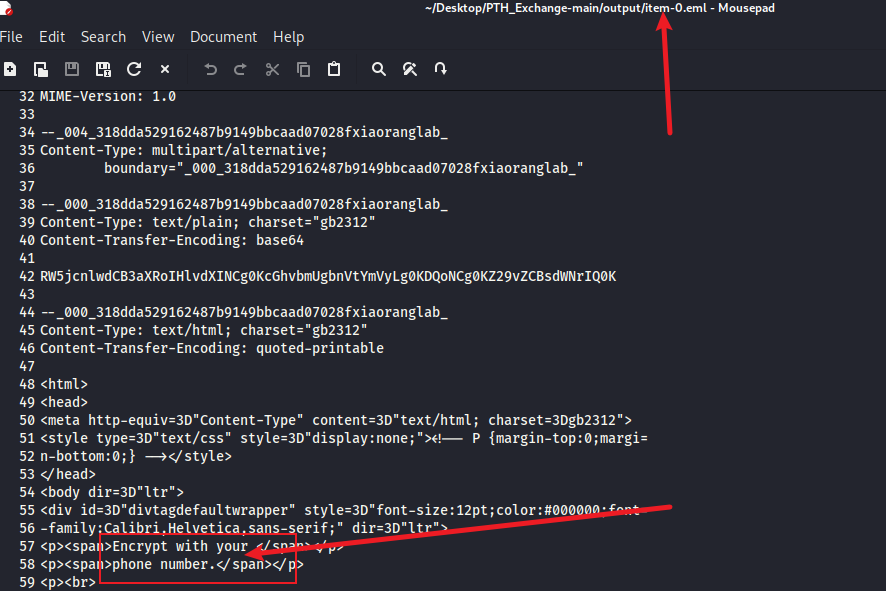 ~/Desktop/PTH_Exchange-main/output/item-0.eml - Mousepad
File Edit Search View Document Help
32 MIME-Version: 1.0
33
34 --_004_318dda529162487b9149bbcaad07028fxiaoranglab_
35 Content-Type: multipart/alternative;
36 boundary="_000_318dda529162487b9149bbcaad07028fxiaoranglab_"
37
38 --_000_318dda529162487b9149bbcaad07028fxiaoranglab_
39 Content-Type: text/plain; charset="gb2312"
40 Content-Transfer-Encoding: base64
41
42 RW5jcnlwdCB3aXRoIHlvdXINCg0KcGhvbmUgbnVtYmVyLg0KDQoNCg0KZ29vZCBsdWNrIQ0K
43
44 --_000_318dda529162487b9149bbcaad07028fxiaoranglab_
45 Content-Type: text/html; charset="gb2312"
46 Content-Transfer-Encoding: quoted-printable
47
48 <html>
49 <head>
50 <meta http-equiv=3D"Content-Type" content=3D"text/html; charset=3Dgb2312">
51 <style type=3D"text/css" style=3D"display:none;"><!-- P {margin-top:0;margi=
52 n-bottom:0;} --></style>
53 </head>
54 <body dir=3D"ltr">
55 <div id=3D"divtagdefaultwrapper" style=3D"font-size:12pt;color:#000000;font-
56 -family:Calibri,Helvetica,sans-serif;" dir=3D"ltr">
57 <p><span>Encrypt with your </span></p>
58 <p><span>phone number.</span></p>
59 <p><br>